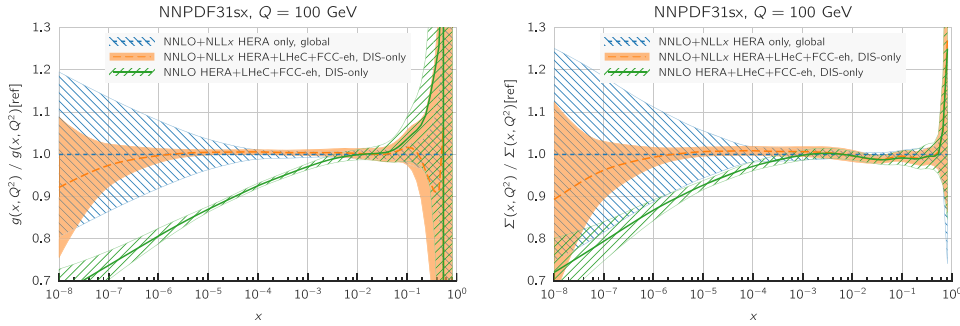 NNPDF31sx, Q = 100 GeV
1.3
1.2
1.1
1.0
0.9
0.8
0.7
g(x, Q²) / g(x, Q²)[ref]
NNLO+NLLx HERA only, global
NNLO+NLLx HERA+LHeC+FCC-eh, DIS-only
NNLO HERA+LHeC+FCC-eh, DIS-only
10⁻⁸ 10⁻⁷ 10⁻⁶ 10⁻⁵ 10⁻⁴ 10⁻³ 10⁻² 10⁻¹ 10⁰
x
NNPDF31sx, Q = 100 GeV
1.3
1.2
1.1
1.0
0.9
0.8
0.7
Σ(x, Q²) / Σ(x, Q²)[ref]
NNLO+NLLx HERA only, global
NNLO+NLLx HERA+LHeC+FCC-eh, DIS-only
NNLO HERA+LHeC+FCC-eh, DIS-only
10⁻⁸ 10⁻⁷ 10⁻⁶ 10⁻⁵ 10⁻⁴ 10⁻³ 10⁻² 10⁻¹ 10⁰
x